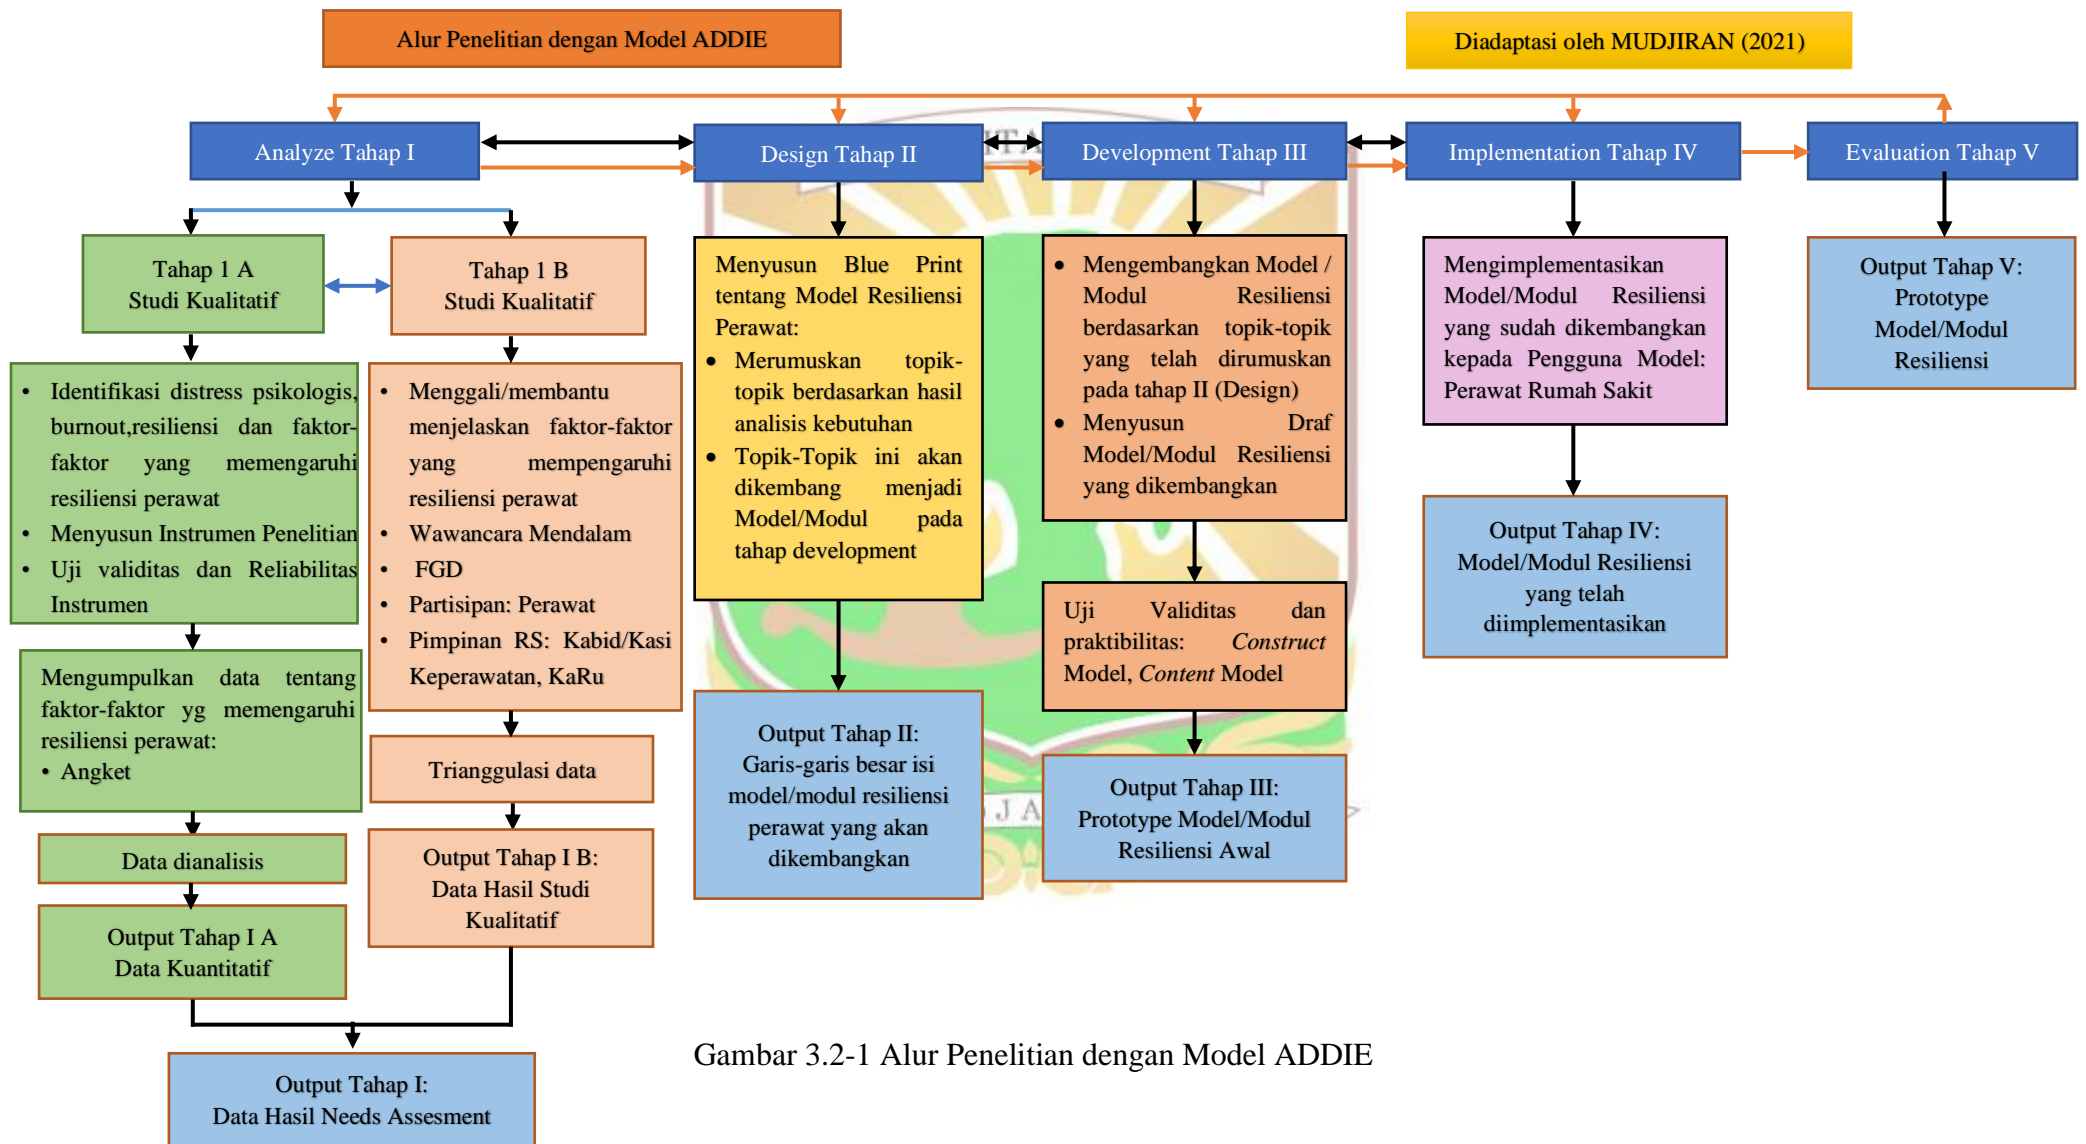 Alur Penelitian dengan Model ADDIE
Diadaptasi oleh MUDJIRAN (2021)
Analyze Tahap I
Design Tahap II
Development Tahap III
Implementation Tahap IV
Evaluation Tahap V
Tahap 1 A
Studi Kualitatif
• Identifikasi distress psikologis,
burnout,resiliensi dan faktor-
faktor yang memengaruhi
resiliensi perawat
• Menyusun Instrumen Penelitian
• Uji validitas dan Reliabilitas
Instrumen
Mengumpulkan data tentang
faktor-faktor yg memengaruhi
resiliensi perawat:
• Angket
Data dianalisis
Output Tahap I A
Data Kuantitatif
Tahap 1 B
Studi Kualitatif
• Menggali/membantu
menjelaskan faktor-faktor
yang mempengaruhi
resiliensi perawat
• Wawancara Mendalam
• FGD
• Partisipan: Perawat
• Pimpinan RS: Kabid/Kasi
Keperawatan, KaRu
Trianggulasi data
Output Tahap I B:
Data Hasil Studi
Kualitatif
Output Tahap I:
Data Hasil Needs Assesment
Menyusun Blue Print
tentang Model Resiliensi
Perawat:
• Merumuskan topik-
topik berdasarkan hasil
analisis kebutuhan
• Topik-Topik ini akan
dikembang menjadi
Model/Modul pada
tahap development
Output Tahap II:
Garis-garis besar isi
model/modul resiliensi
perawat yang akan
dikembangkan
• Mengembangkan Model /
Modul Resiliensi
berdasarkan topik-topik
yang telah dirumuskan
pada tahap II (Design)
• Menyusun Draf
Model/Modul Resiliensi
yang dikembangkan
Uji Validitas dan
praktibilitas: Construct
Model, Content Model
Output Tahap III:
Prototype Model/Modul
Resiliensi Awal
Mengimplementasikan
Model/Modul Resiliensi
yang sudah dikembangkan
kepada Pengguna Model:
Perawat Rumah Sakit
Output Tahap IV:
Model/Modul Resiliensi
yang telah
diimplementasikan
Output Tahap V:
Prototype
Model/Modul
Resiliensi
Gambar 3.2-1 Alur Penelitian dengan Model ADDIE